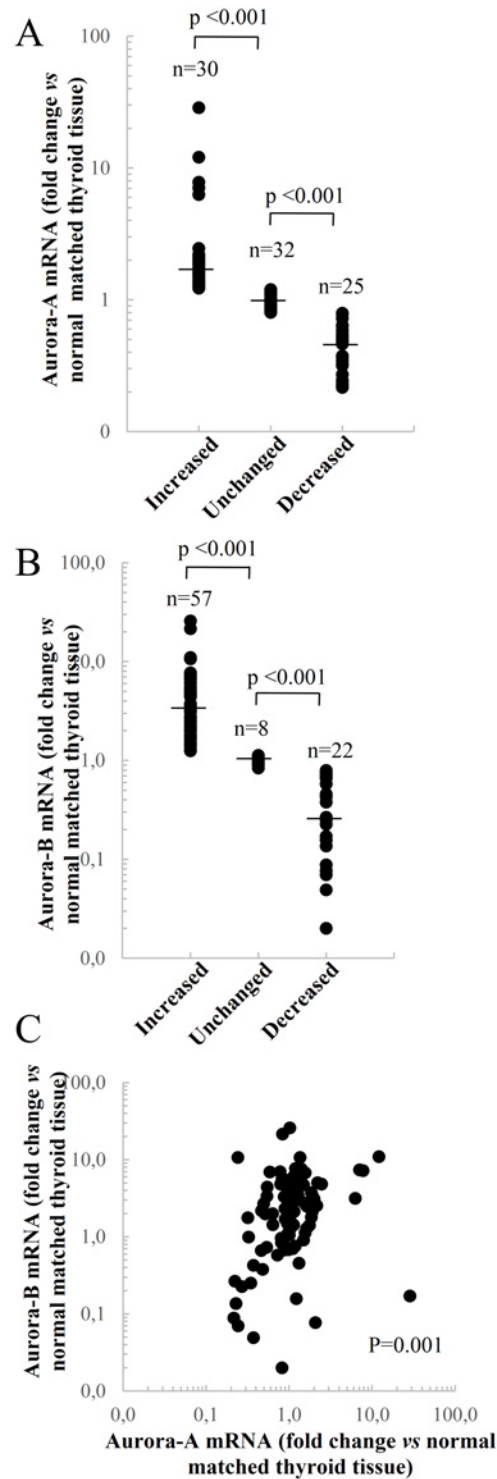 A
p <0.001
100
n=30
Aurora-A mRNA (fold change vs
normal matched thyroid tissue)
10
p <0.001
n=32
n=25
1
0
Increased
Unchanged
Decreased
B
p <0.001
100,0
n=57
Aurora-B mRNA (fold change vs
normal matched thyroid tissue)
10,0
p <0.001
n=8
n=22
1,0
0,1
0,0
Increased
Unchanged
Decreased
C
100,0
Aurora-B mRNA (fold change vs
normal matched thyroid tissue)
10,0
1,0
0,1
P=0.001
0,0
0,0 0,1 1,0 10,0 100,0
Aurora-A mRNA (fold change vs normal
matched thyroid tissue)